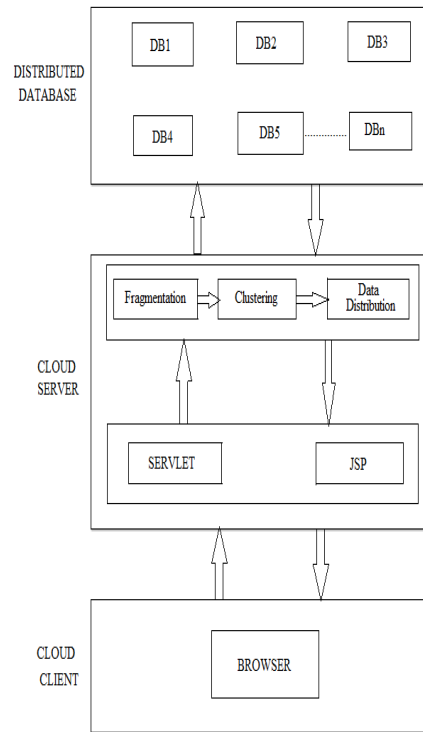 DB1
DB2
DB3
DISTRIBUTED
DATABASE
DB4
DB5
DBn
Fragmentation
Clustering
Data
Distribution
CLOUD
SERVER
SERVLET
JSP
CLOUD
CLIENT
BROWSER